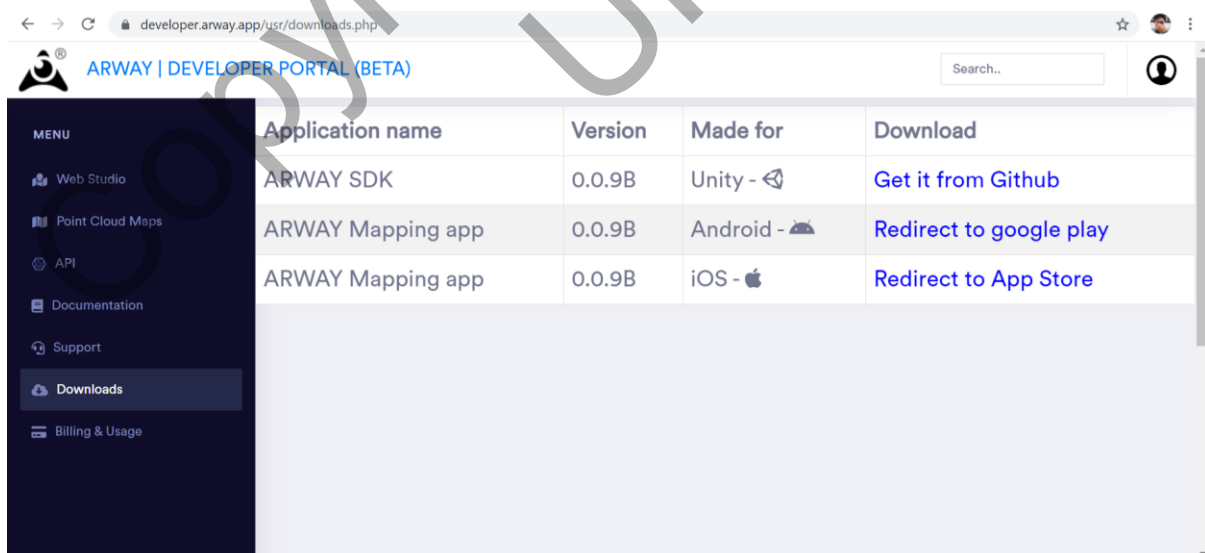 developer.arway.app/usr/downloads.php
®
ARWAY | DEVELOPER PORTAL (BETA)
Search..
MENU
Web Studio
Point Cloud Maps
API
Documentation
Support
Downloads
Billing & Usage
Application name Version Made for Download
ARWAY SDK 0.0.9B Unity - Get it from Github
ARWAY Mapping app 0.0.9B Android - Redirect to google play
ARWAY Mapping app 0.0.9B iOS - Redirect to App Store